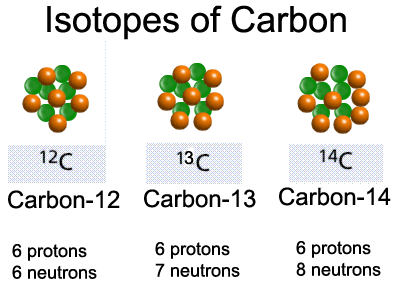 Isotopes of Carbon
¹²C
¹³C
¹⁴C
Carbon-12
Carbon-13
Carbon-14
6 protons
6 neutrons
6 protons
7 neutrons
6 protons
8 neutrons